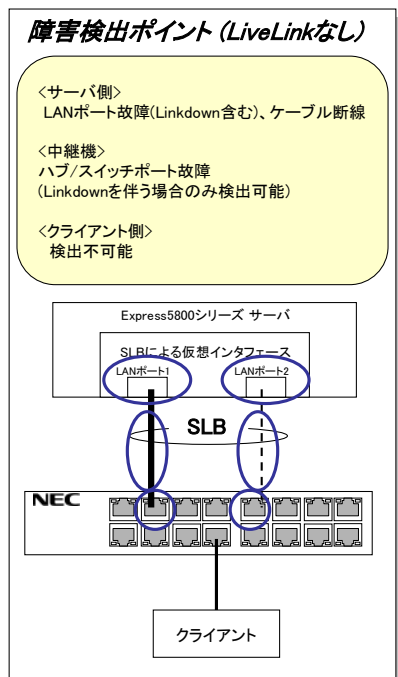 障害検出ポイント(LiveLinkなし)
<サーバ側>
LANポート故障(Linkdown含む)、ケーブル断線
<中継機>
ハブ/スイッチポート故障
(Linkdownを伴う場合のみ検出可能)
<クライアント側>
検出不可能
Express5800シリーズ サーバ
SLBによる仮想インタフェース
LANポート1
LANポート2
SLB
NEC
クライアント